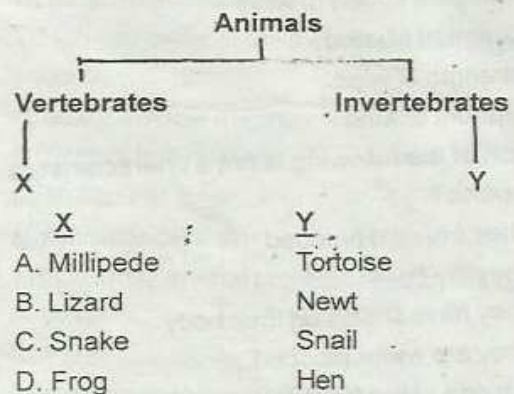 Animals
Vertebrates Invertebrates
X Y
X Y
A. Millipede Tortoise
B. Lizard Newt
C. Snake Snail
D. Frog Hen